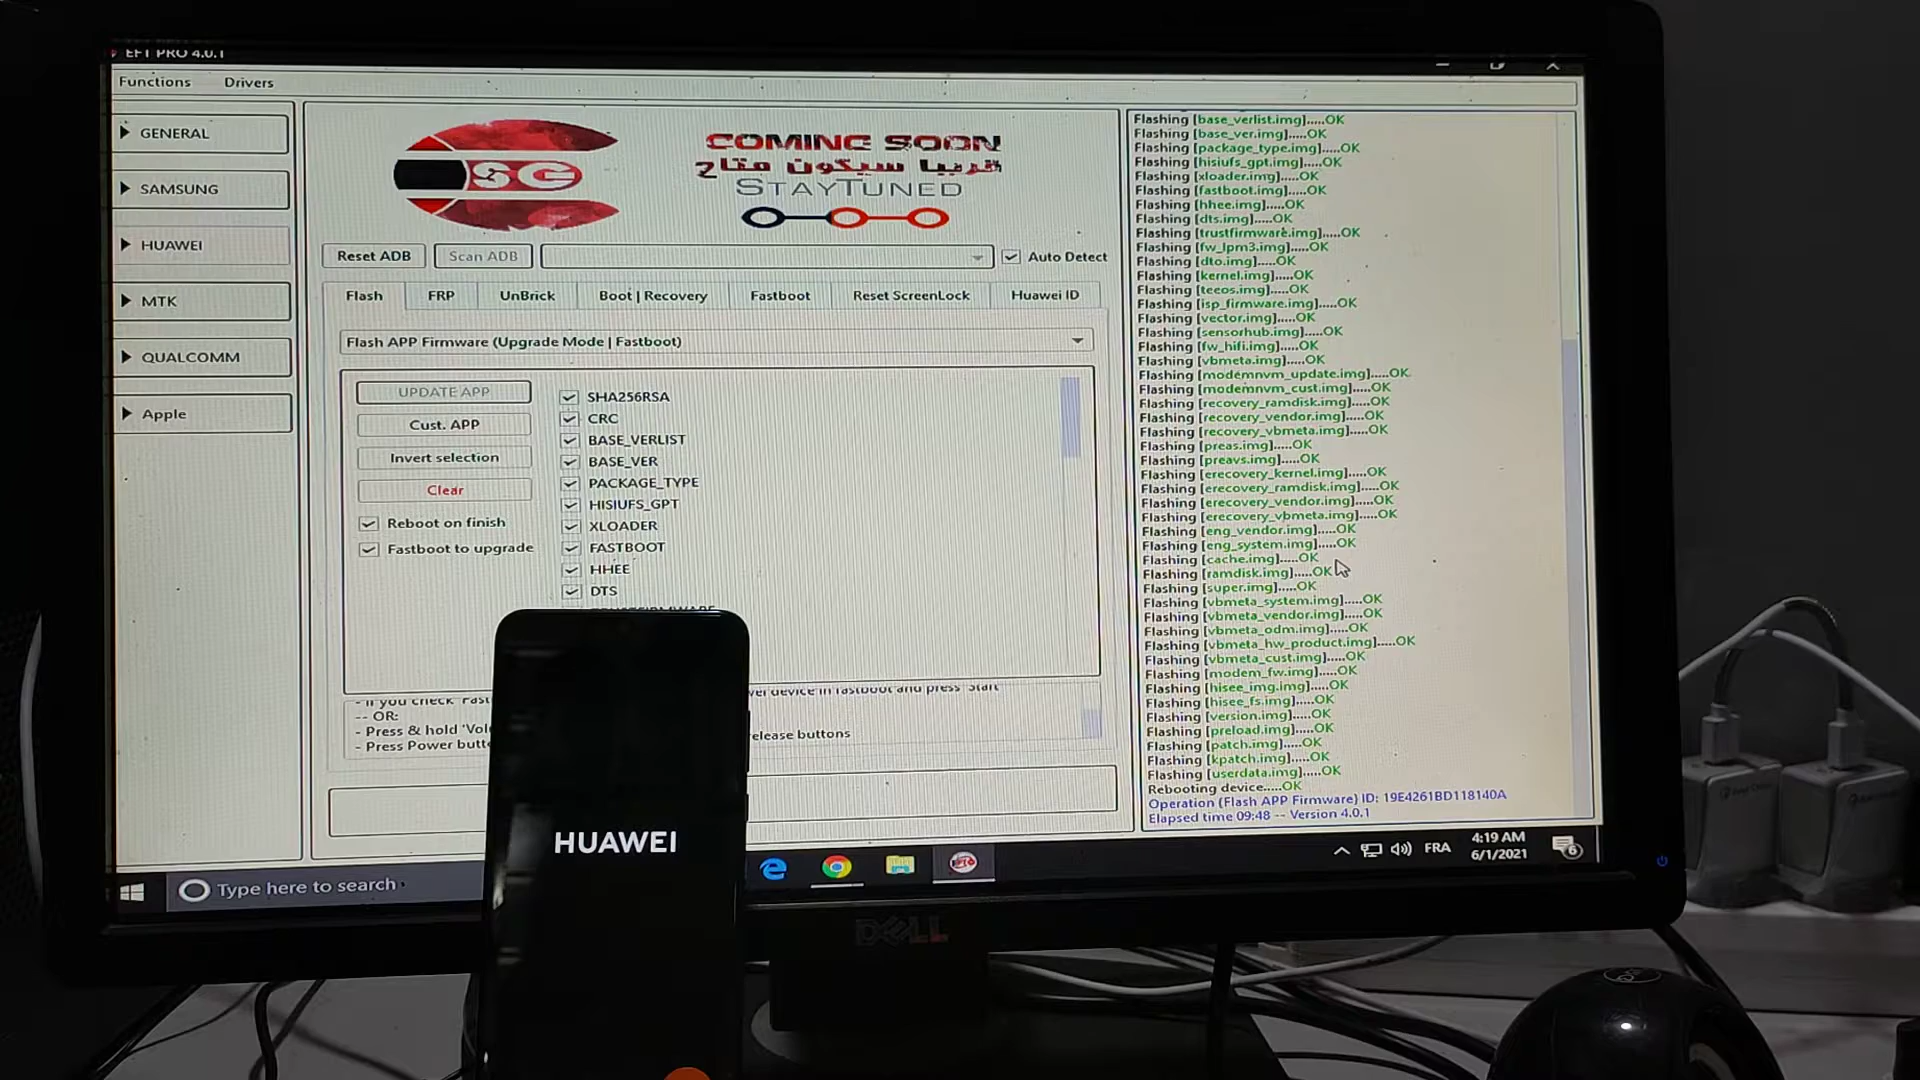 EFT PRO 4.0.1
Functions Drivers
GENERAL
SAMSUNG
HUAWEI
MTK
QUALCOMM
Apple
SG
COMING SOON
قريبا سيكون متاح
STAYTUNED
Reset ADB Scan ADB Auto Detect
Flash FRP UnBrick Boot | Recovery Fastboot Reset ScreenLock Huawei ID
Flash APP Firmware (Upgrade Mode | Fastboot)
UPDATE APP
Cust. APP
Invert selection
Clear
Reboot on finish
Fastboot to upgrade
SHA256RSA
CRC
BASE_VERLIST
BASE_VER
PACKAGE_TYPE
HISIUFS_GPT
XLOADER
FASTBOOT
HHEE
DTS
TRUSTFIRMWARE
- If you check 'Fast
device in fastboot and press 'Start'
-- OR:
- Press & hold 'Vol
elease buttons
- Press Power butt
Flashing [base_verlist.img].....OK
Flashing [base_ver.img].....OK
Flashing [package_type.img].....OK
Flashing [hisiufs_gpt.img].....OK
Flashing [xloader.img].....OK
Flashing [fastboot.img].....OK
Flashing [hhee.img].....OK
Flashing [dts.img].....OK
Flashing [trustfirmware.img].....OK
Flashing [fw_lpm3.img].....OK
Flashing [dto.img].....OK
Flashing [kernel.img].....OK
Flashing [teeos.img].....OK
Flashing [isp_firmware.img].....OK
Flashing [vector.img].....OK
Flashing [sensorhub.img].....OK
Flashing [fw_hifi.img].....OK
Flashing [vbmeta.img].....OK
Flashing [modemnvm_update.img].....OK
Flashing [modemnvm_cust.img].....OK
Flashing [recovery_ramdisk.img].....OK
Flashing [recovery_vendor.img].....OK
Flashing [recovery_vbmeta.img].....OK
Flashing [preas.img].....OK
Flashing [preavs.img].....OK
Flashing [erecovery_kernel.img].....OK
Flashing [erecovery_ramdisk.img].....OK
Flashing [erecovery_vendor.img].....OK
Flashing [erecovery_vbmeta.img].....OK
Flashing [eng_vendor.img].....OK
Flashing [eng_system.img].....OK
Flashing [cache.img].....OK
Flashing [ramdisk.img].....OK
Flashing [super.img].....OK
Flashing [vbmeta_system.img].....OK
Flashing [vbmeta_vendor.img].....OK
Flashing [vbmeta_odm.img].....OK
Flashing [vbmeta_hw_product.img].....OK
Flashing [vbmeta_cust.img].....OK
Flashing [modem_fw.img].....OK
Flashing [hisee_img.img].....OK
Flashing [hisee_fs.img].....OK
Flashing [version.img].....OK
Flashing [preload.img].....OK
Flashing [patch.img].....OK
Flashing [kpatch.img].....OK
Flashing [userdata.img].....OK
Rebooting device.....OK
Operation (Flash APP Firmware) ID: 19E4261BD118140A
Elapsed time 09:48 -- Version 4.0.1
HUAWEI
Type here to search
FRA
4:19 AM
6/1/2021
6
DELL